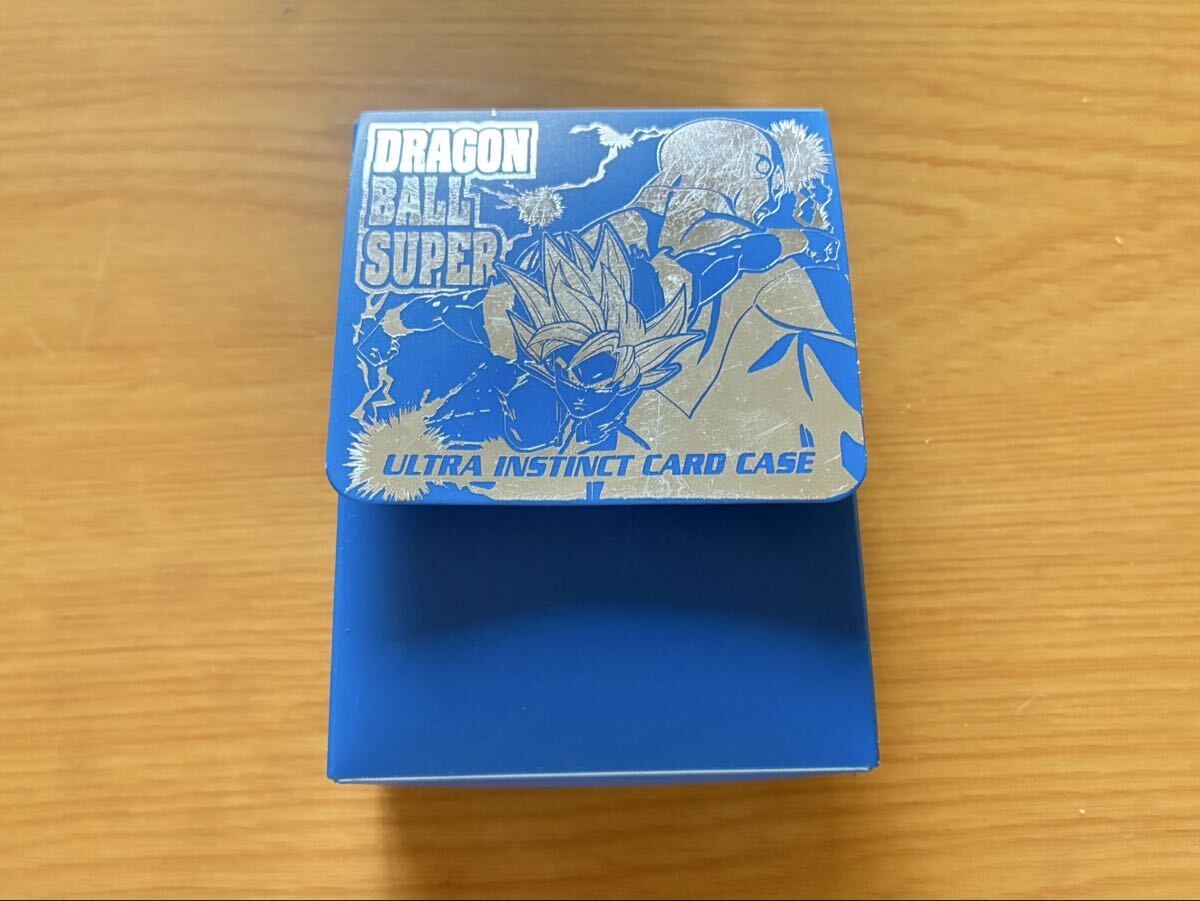 DRAGON
BALL
SUPER
ULTRA INSTINCT CARD CASE